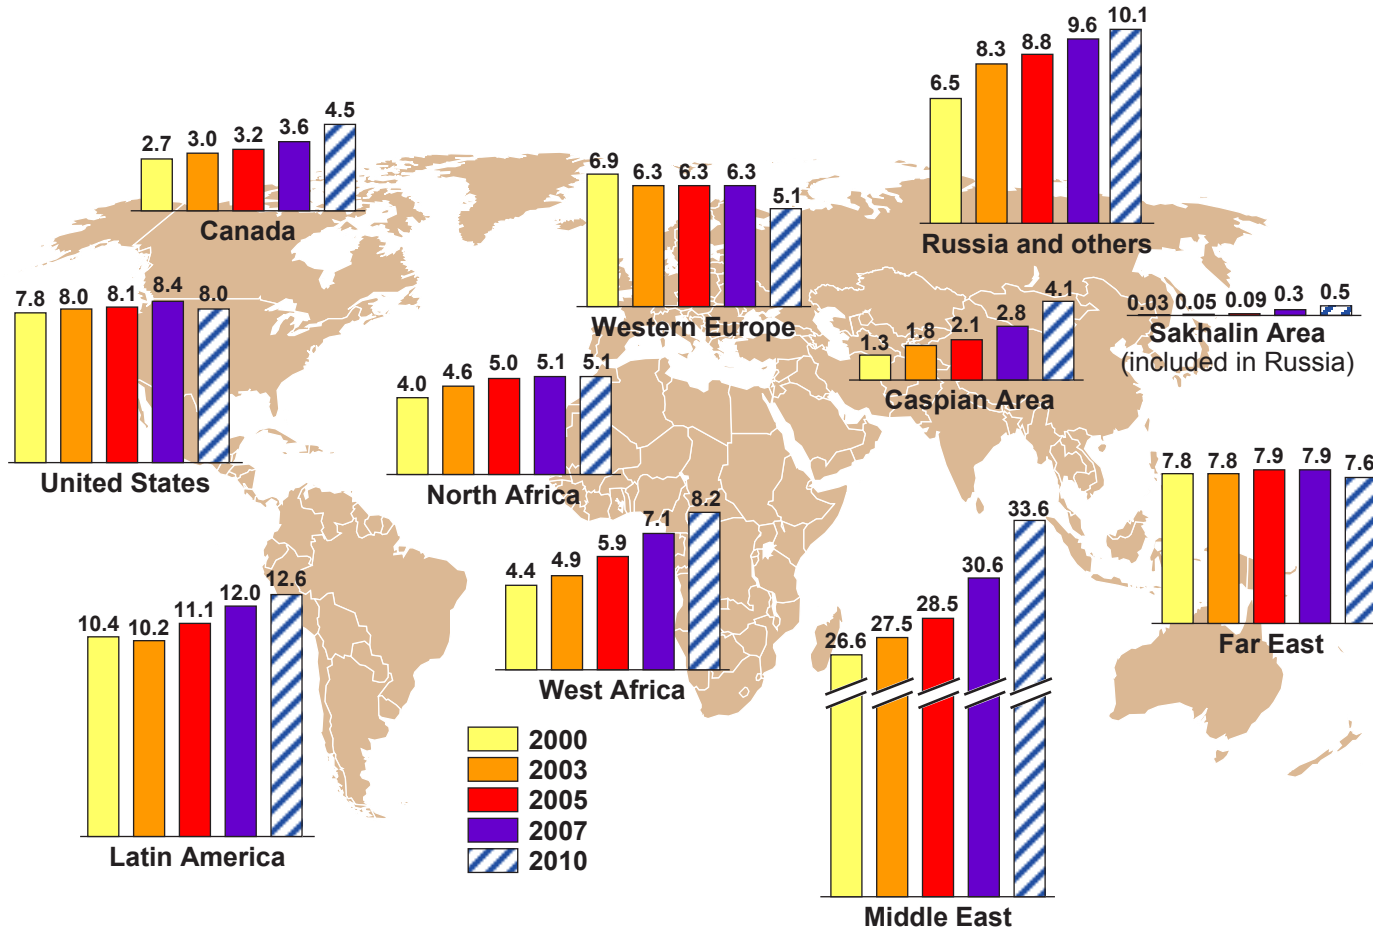 2.7 3.0 3.2 3.6 4.5
Canada
7.8 8.0 8.1 8.4 8.0
United States
10.4 10.2 11.1 12.0 12.6
Latin America
6.9 6.3 6.3 6.3 5.1
Western Europe
4.0 4.6 5.0 5.1 5.1
North Africa
4.4 4.9 5.9 7.1 8.2
West Africa
6.5 8.3 8.8 9.6 10.1
Russia and others
1.3 1.8 2.1 2.8 4.1
Caspian Area
0.03 0.05 0.09 0.3 0.5
Sakhalin Area
(included in Russia)
7.8 7.8 7.9 7.9 7.6
Far East
26.6 27.5 28.5 30.6 33.6
Middle East
2000
2003
2005
2007
2010